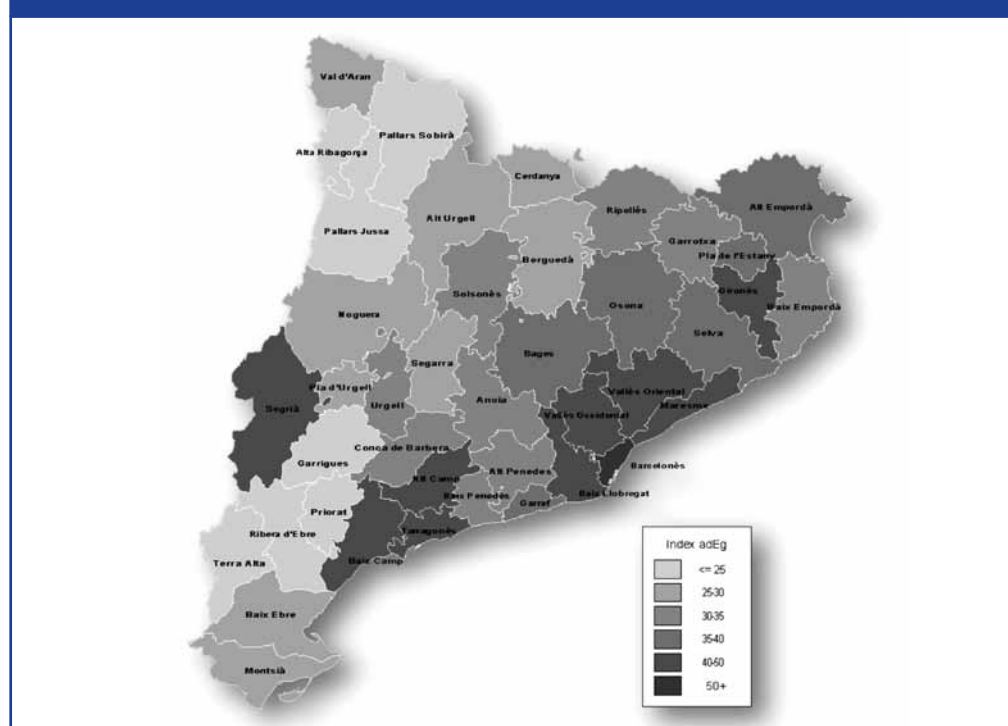 Val d'Aran
Pallars Sobirà
Alta Ribagorça
Cerdanya
Alt Urgell
Ripollès
Alt Empordà
Pallars Jussa
Garrotxa
Pla de l'Estany
Berguedà
Gironès
Solsonès
Osona
Baix Empordà
Noguera
Selva
Bages
Segarra
Vallès Oriental
Pla d'Urgell
Anoia
Maresme
Segrià
Urgell
Vallès Occidental
Conca de Barbera
Garrigues
Alt Penedes
Barcelonès
Alt Camp
Baix Llobregat
Baix Penedès
Garraf
Priorat
Tarragonès
Ribera d'Ebre
Terra Alta
Baix Camp
Baix Ebre
Montsià
Index adEg
<= 25
25-30
30-35
35-40
40-50
50+